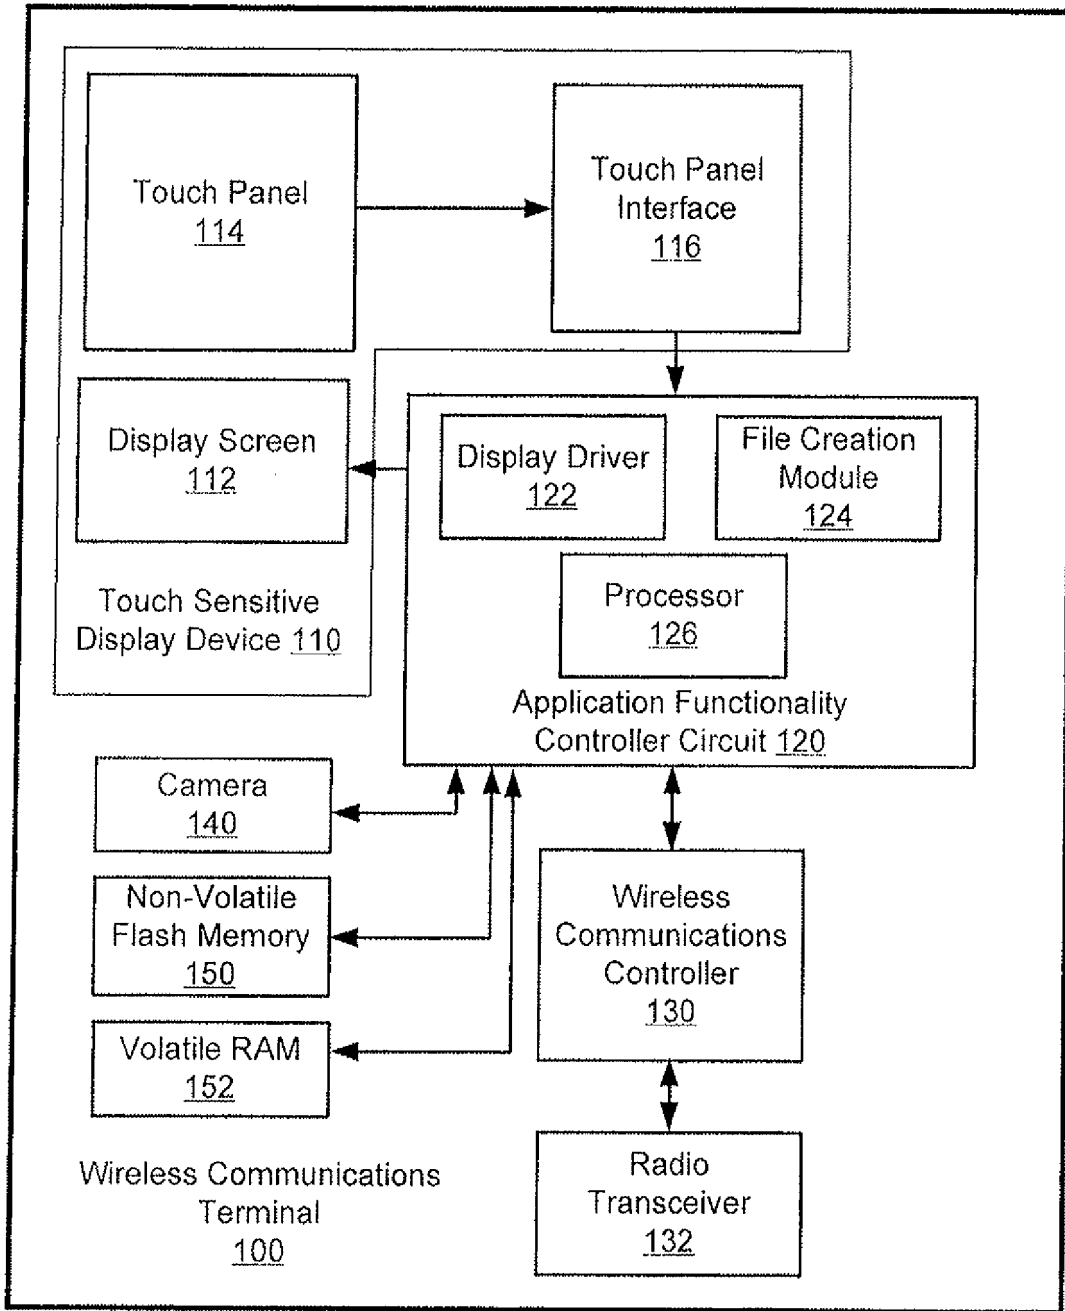 Touch Panel
114
Touch Panel
Interface
116
Display Screen
112
Display Driver
122
File Creation
Module
124
Processor
126
Touch Sensitive
Display Device 110
Application Functionality
Controller Circuit 120
Camera
140
Non-Volatile
Flash Memory
150
Volatile RAM
152
Wireless
Communications
Controller
130
Radio
Transceiver
132
Wireless Communications
Terminal
100